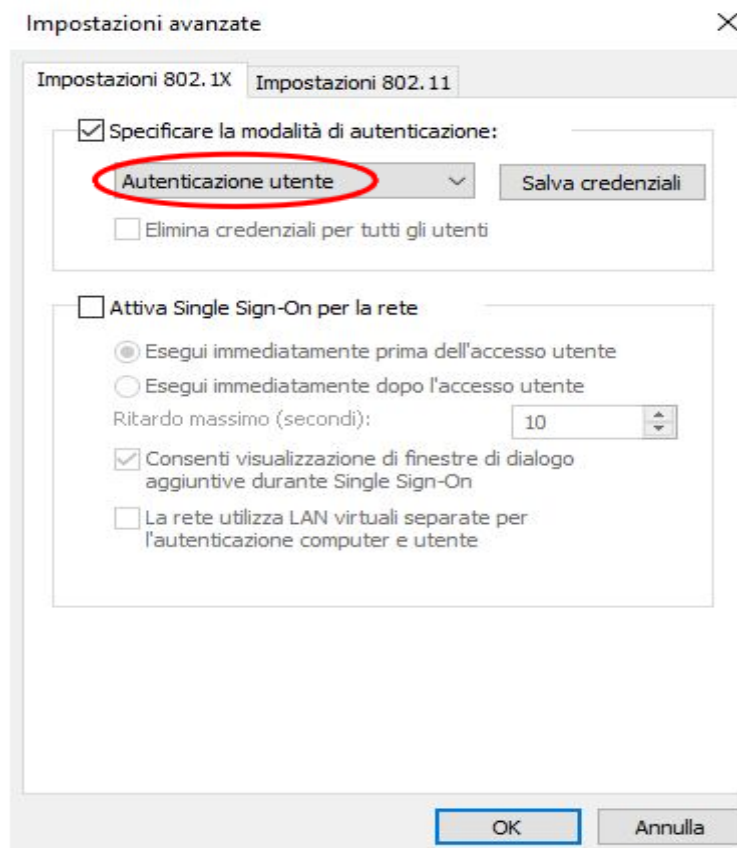 Impostazioni avanzate
Impostazioni 802.1X
Impostazioni 802.11
Specificare la modalità di autenticazione:
Autenticazione utente
Salva credenziali
Elimina credenziali per tutti gli utenti
Attiva Single Sign-On per la rete
Esegui immediatamente prima dell'accesso utente
Esegui immediatamente dopo l'accesso utente
Ritardo massimo (secondi):
10
Consenti visualizzazione di finestre di dialogo
aggiuntive durante Single Sign-On
La rete utilizza LAN virtuali separate per
l'autenticazione computer e utente
OK
Annulla